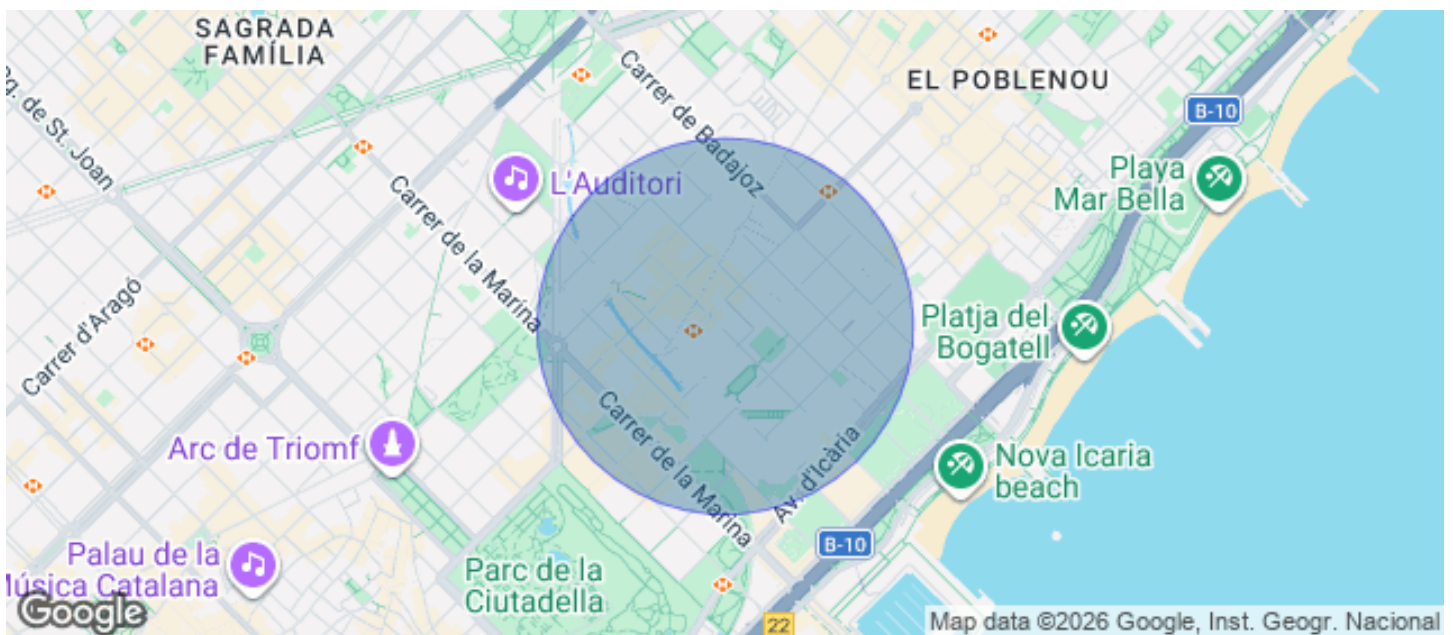 SAGRADA
FAMÍLIA
EL POBLENOU
Carrer de Badajoz
B-10
de St. Joan
L'Auditori
Playa
Mar Bella
Carrer de la Marina
Carrer d'Aragó
Platja del
Bogatell
Arc de Triomf
Carrer de la Marina
Av. d'Icària
Nova Icaria
beach
B-10
Palau de la
Música Catalana
Parc de la
Ciutadella
Google
22
Map data ©2026 Google, Inst. Geogr. Nacional